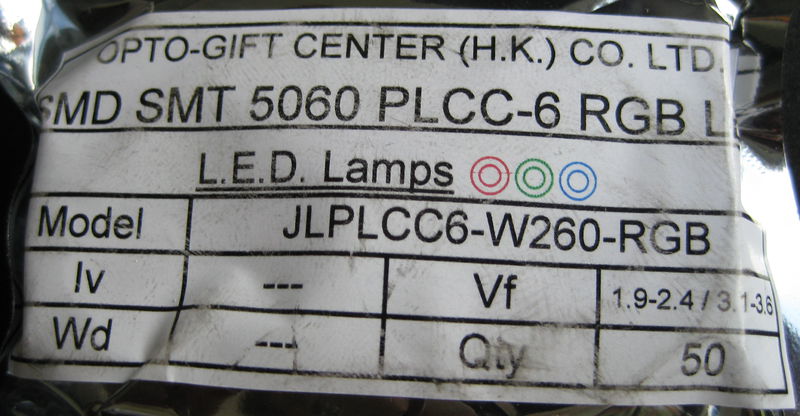 OPTO-GIFT CENTER (H.K.) CO. LTD.
SMD SMT 5060 PLCC-6 RGB L
L.E.D. Lamps
Model JLPLCC6-W260-RGB
Iv --- Vf 1.9-2.4 / 3.1-3.6
Wd --- Qty 50